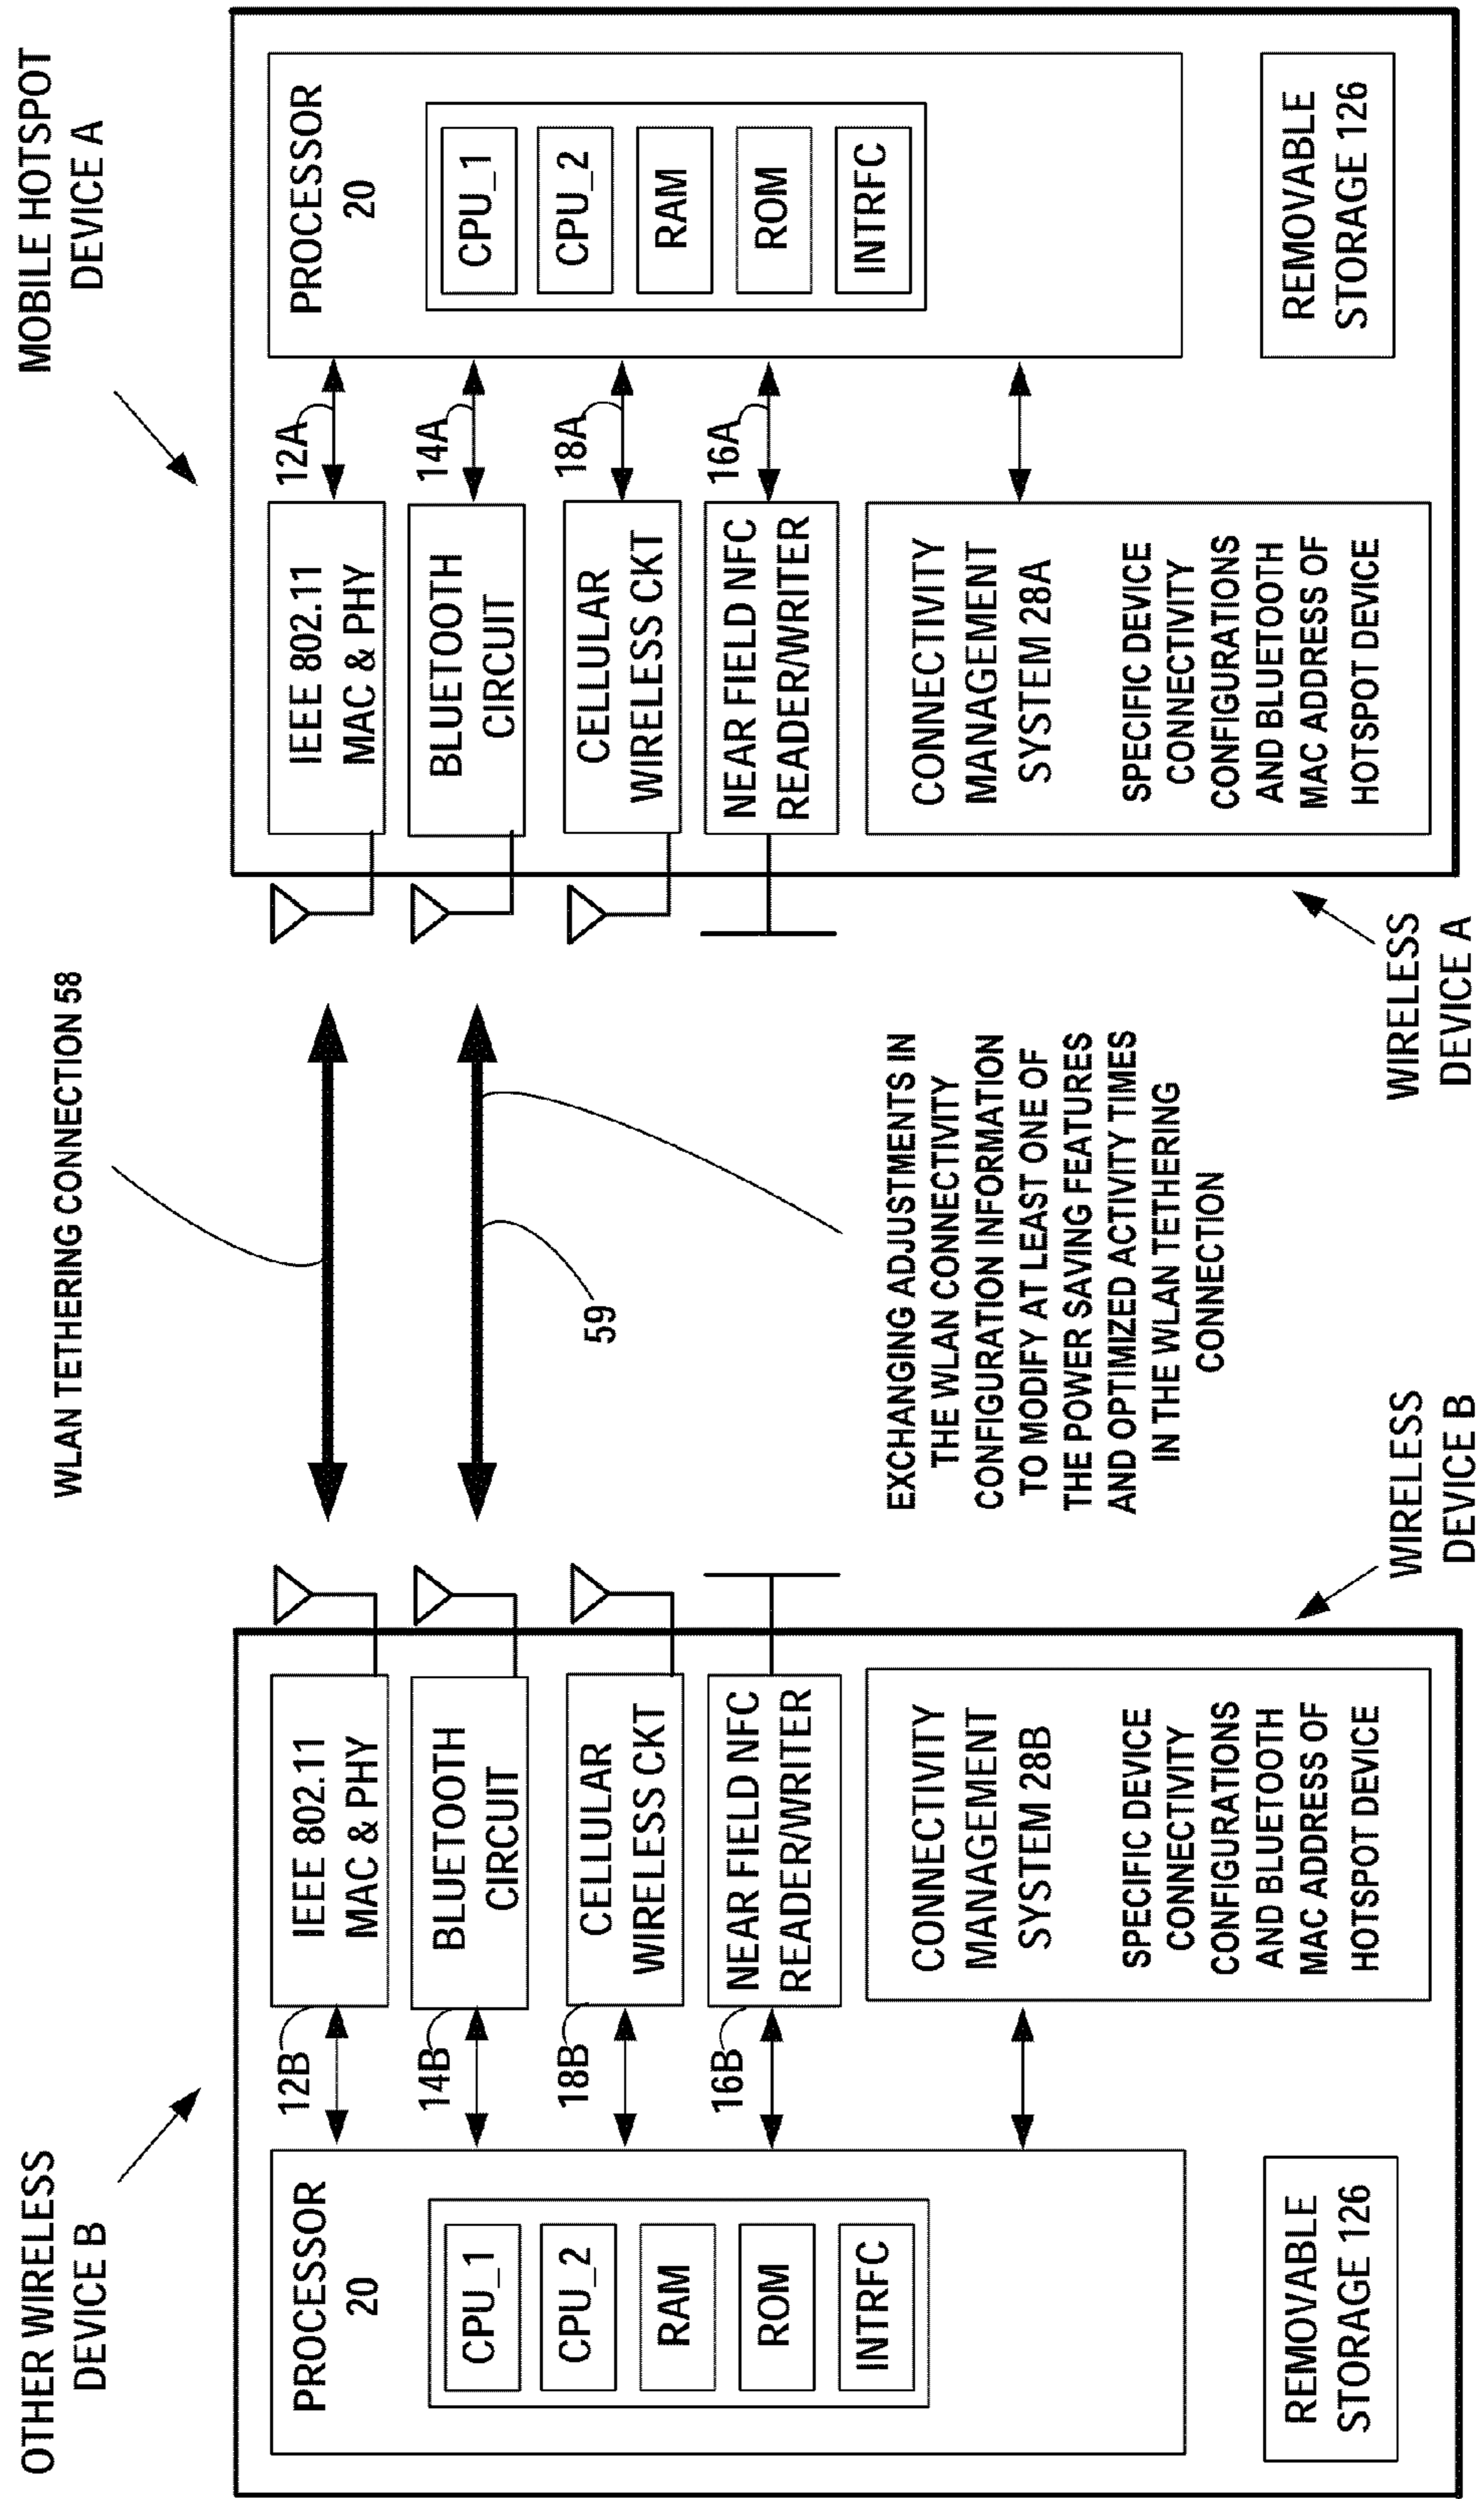 OTHER WIRELESS
DEVICE B
PROCESSOR
20
CPU_1
CPU_2
RAM
ROM
INTRFC
REMOVABLE
STORAGE 126
12B
14B
18B
16B
IEEE 802.11
MAC & PHY
BLUETOOTH
CIRCUIT
CELLULAR
WIRELESS CKT
NEAR FIELD NFC
READER/WRITER
CONNECTIVITY
MANAGEMENT
SYSTEM 28B
SPECIFIC DEVICE
CONNECTIVITY
CONFIGURATIONS
AND BLUETOOTH
MAC ADDRESS OF
HOTSPOT DEVICE
WIRELESS
DEVICE B
WLAN TETHERING CONNECTION 58
59
EXCHANGING ADJUSTMENTS IN
THE WLAN CONNECTIVITY
CONFIGURATION INFORMATION
TO MODIFY AT LEAST ONE OF
THE POWER SAVING FEATURES
AND OPTIMIZED ACTIVITY TIMES
IN THE WLAN TETHERING
CONNECTION
MOBILE HOTSPOT
DEVICE A
IEEE 802.11
MAC & PHY
BLUETOOTH
CIRCUIT
CELLULAR
WIRELESS CKT
NEAR FIELD NFC
READER/WRITER
CONNECTIVITY
MANAGEMENT
SYSTEM 28A
SPECIFIC DEVICE
CONNECTIVITY
CONFIGURATIONS
AND BLUETOOTH
MAC ADDRESS OF
HOTSPOT DEVICE
12A
14A
18A
16A
PROCESSOR
20
CPU_1
CPU_2
RAM
ROM
INTRFC
REMOVABLE
STORAGE 126
WIRELESS
DEVICE A